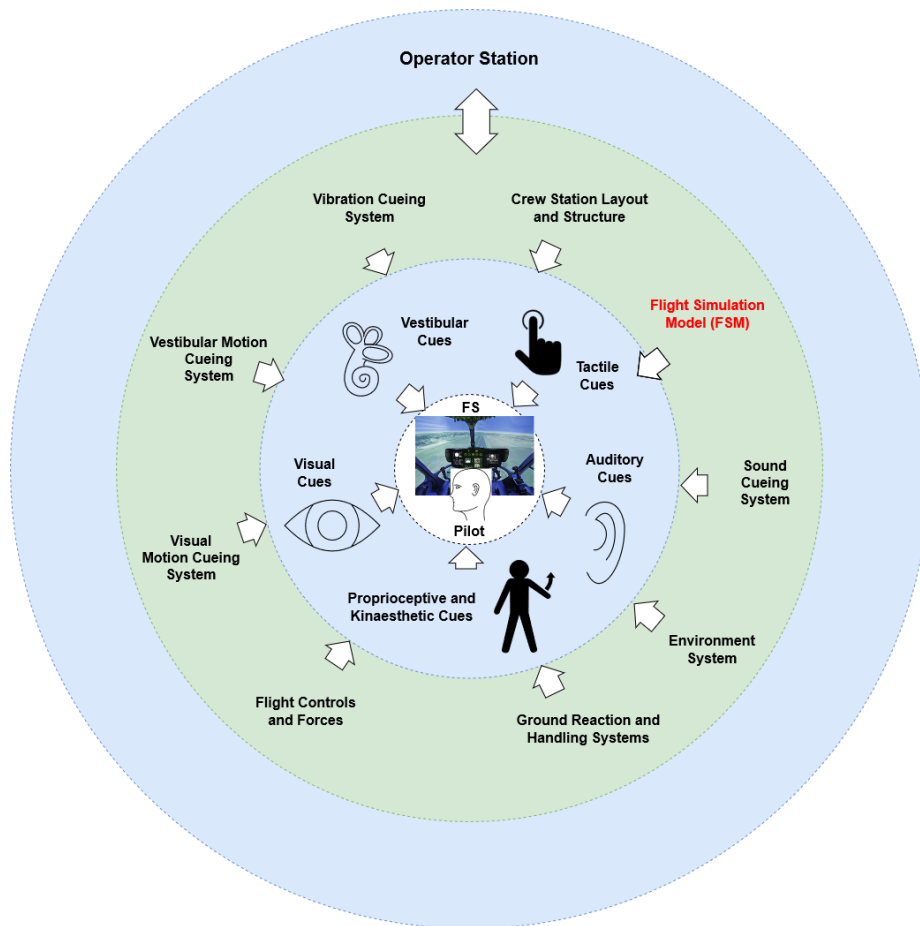 Operator Station
Vibration Cueing
System
Crew Station Layout
and Structure
Flight Simulation
Model (FSM)
Vestibular Motion
Cueing
System
Vestibular
Cues
Tactile
Cues
FS
Visual
Cues
Auditory
Cues
Sound
Cueing
System
Pilot
Visual
Motion Cueing
System
Proprioceptive and
Kinaesthetic Cues
Environment
System
Flight Controls
and Forces
Ground Reaction and
Handling Systems